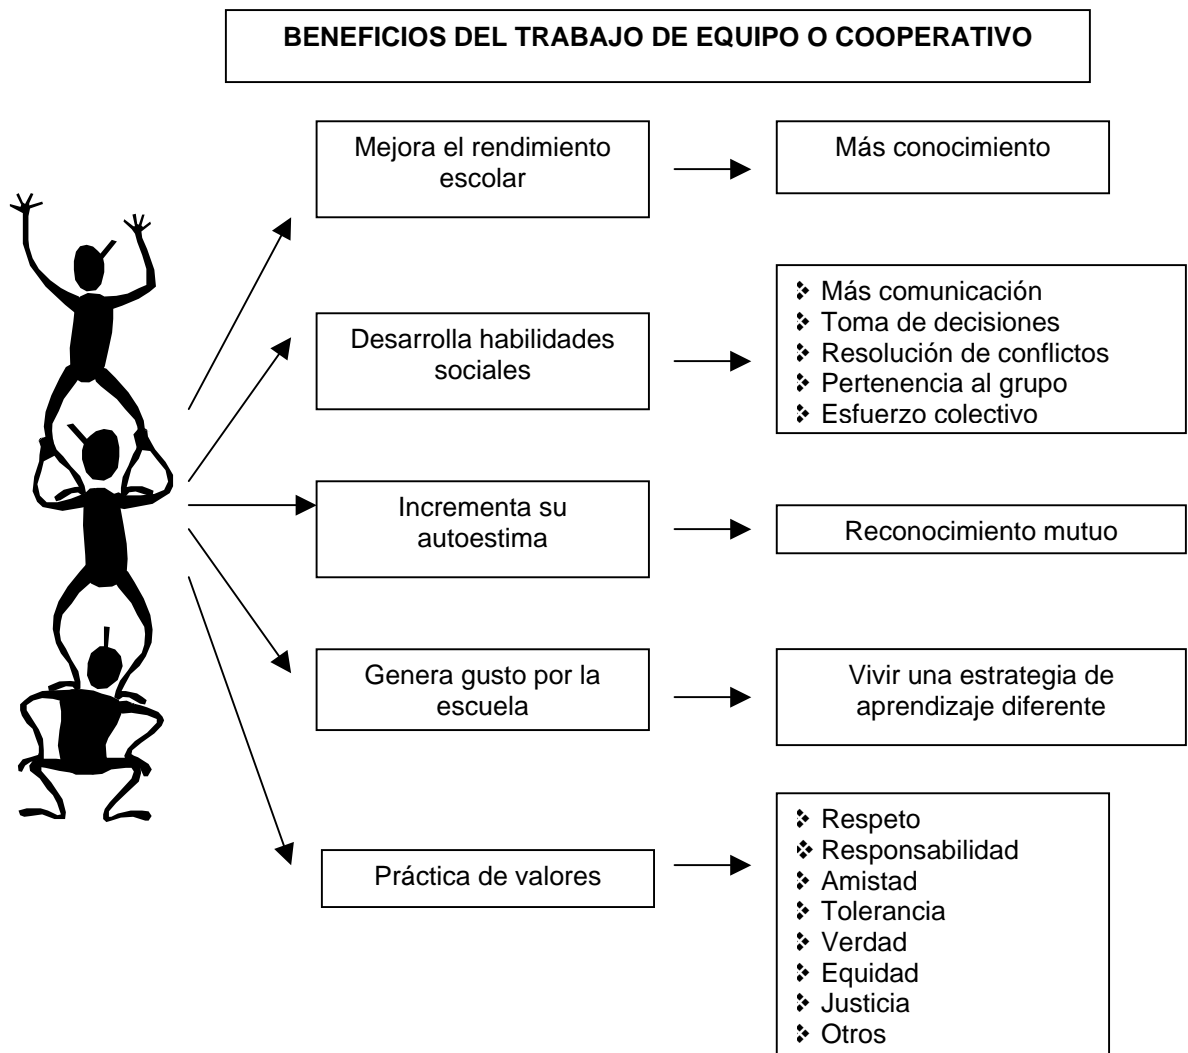 BENEFICIOS DEL TRABAJO DE EQUIPO O COOPERATIVO
Mejora el rendimiento
escolar
Más conocimiento
Desarrolla habilidades
sociales
Más comunicación
Toma de decisiones
Resolución de conflictos
Pertenencia al grupo
Esfuerzo colectivo
Incrementa su
autoestima
Reconocimiento mutuo
Genera gusto por la
escuela
Vivir una estrategia de
aprendizaje diferente
Práctica de valores
Respeto
Responsabilidad
Amistad
Tolerancia
Verdad
Equidad
Justicia
Otros